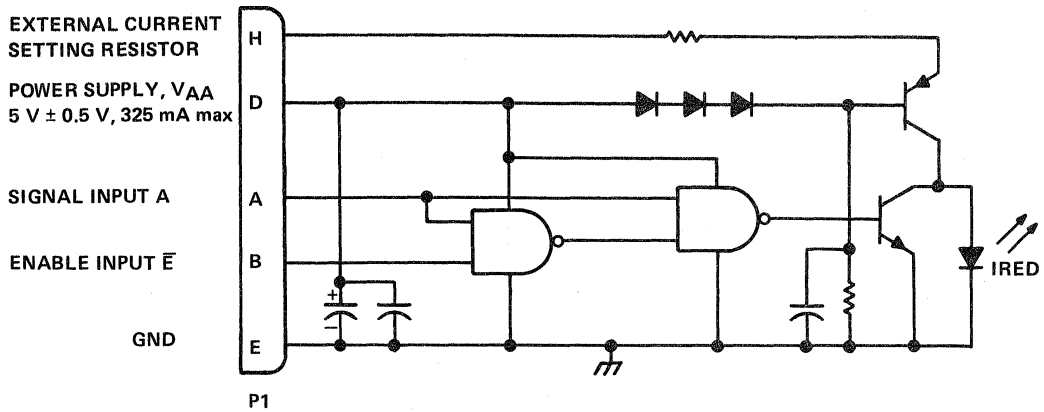 EXTERNAL CURRENT
SETTING RESISTOR
H
POWER SUPPLY, VAA
5 V ± 0.5 V, 325 mA max
D
SIGNAL INPUT A
A
ENABLE INPUT E̅
B
IRED
+
−
GND
E
P1